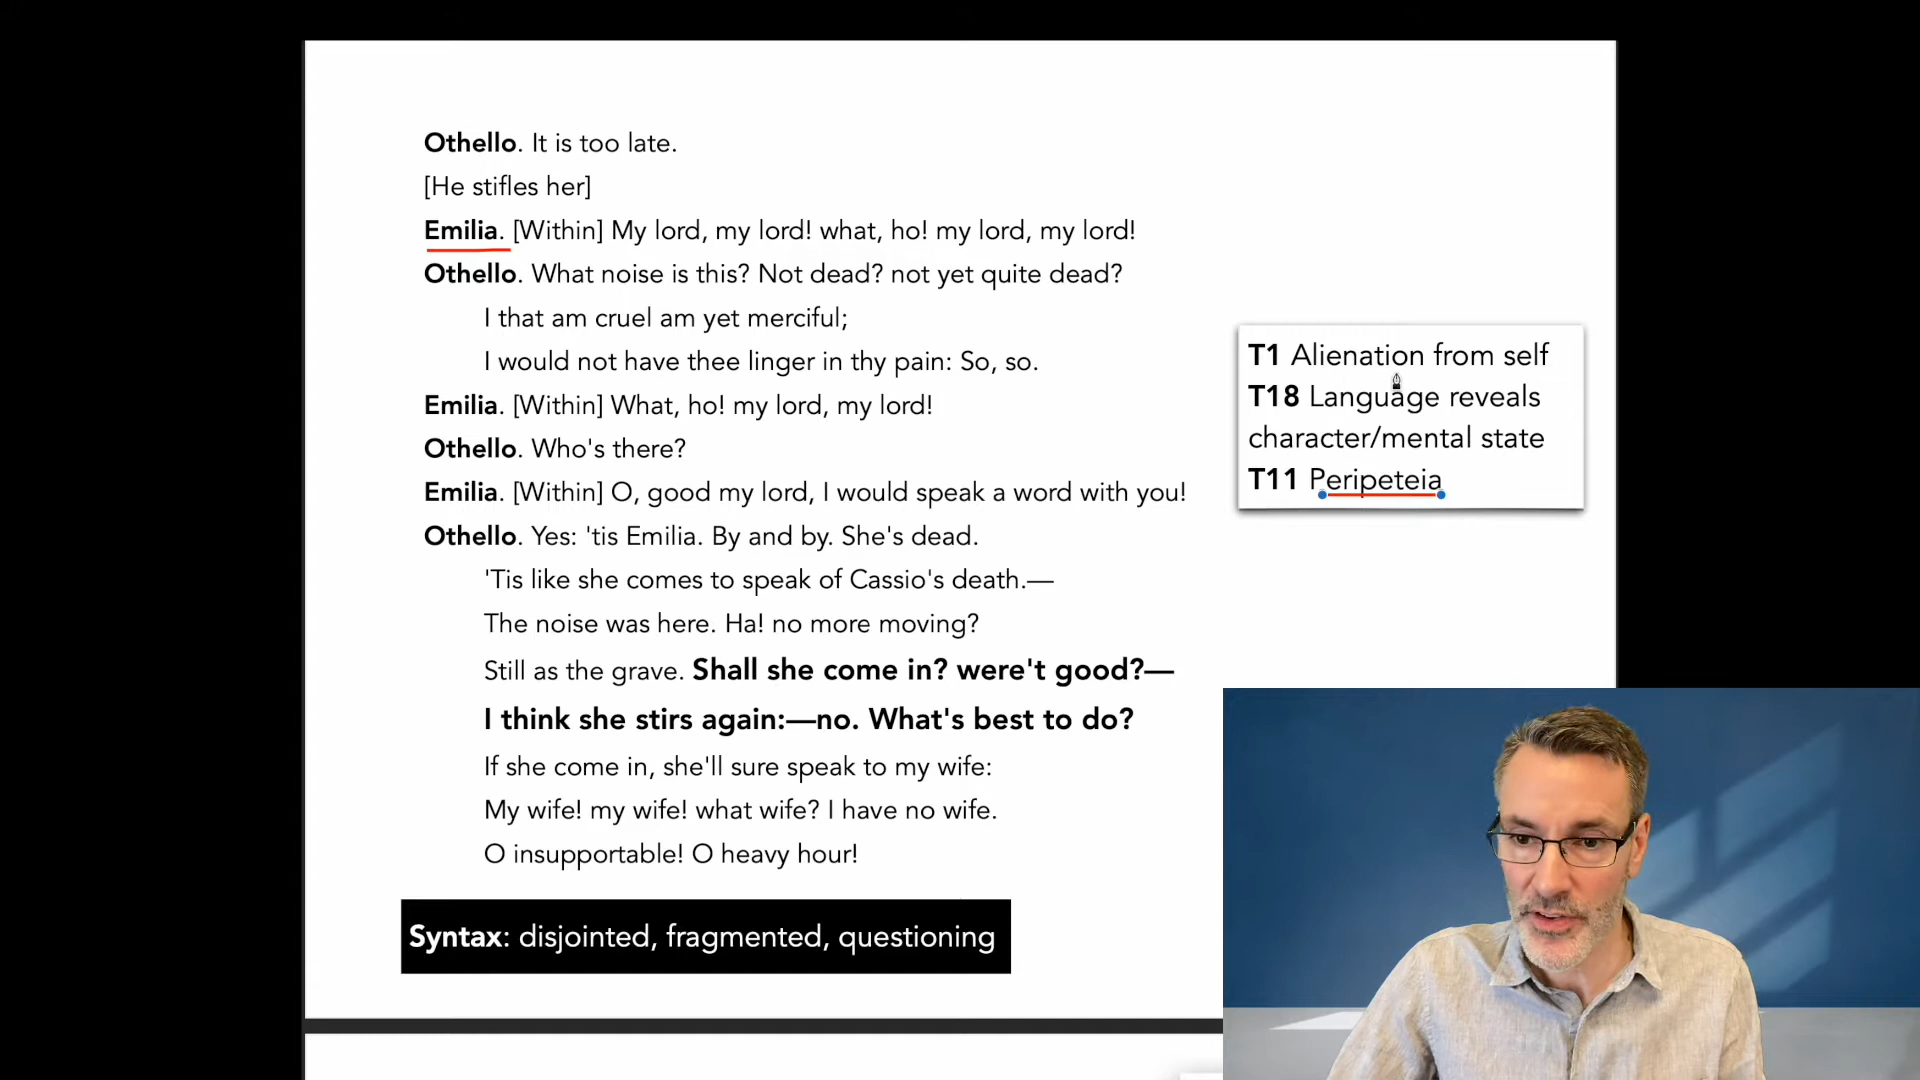 Othello. It is too late.
[He stifles her]
Emilia. [Within] My lord, my lord! what, ho! my lord, my lord!
Othello. What noise is this? Not dead? not yet quite dead?
I that am cruel am yet merciful;
I would not have thee linger in thy pain: So, so.
Emilia. [Within] What, ho! my lord, my lord!
Othello. Who's there?
Emilia. [Within] O, good my lord, I would speak a word with you!
Othello. Yes: 'tis Emilia. By and by. She's dead.
'Tis like she comes to speak of Cassio's death.—
The noise was here. Ha! no more moving?
Still as the grave. Shall she come in? were't good?—
I think she stirs again:—no. What's best to do?
If she come in, she'll sure speak to my wife:
My wife! my wife! what wife? I have no wife.
O insupportable! O heavy hour!
Syntax: disjointed, fragmented, questioning
T1 Alienation from self
T18 Language reveals
character/mental state
T11 Peripeteia